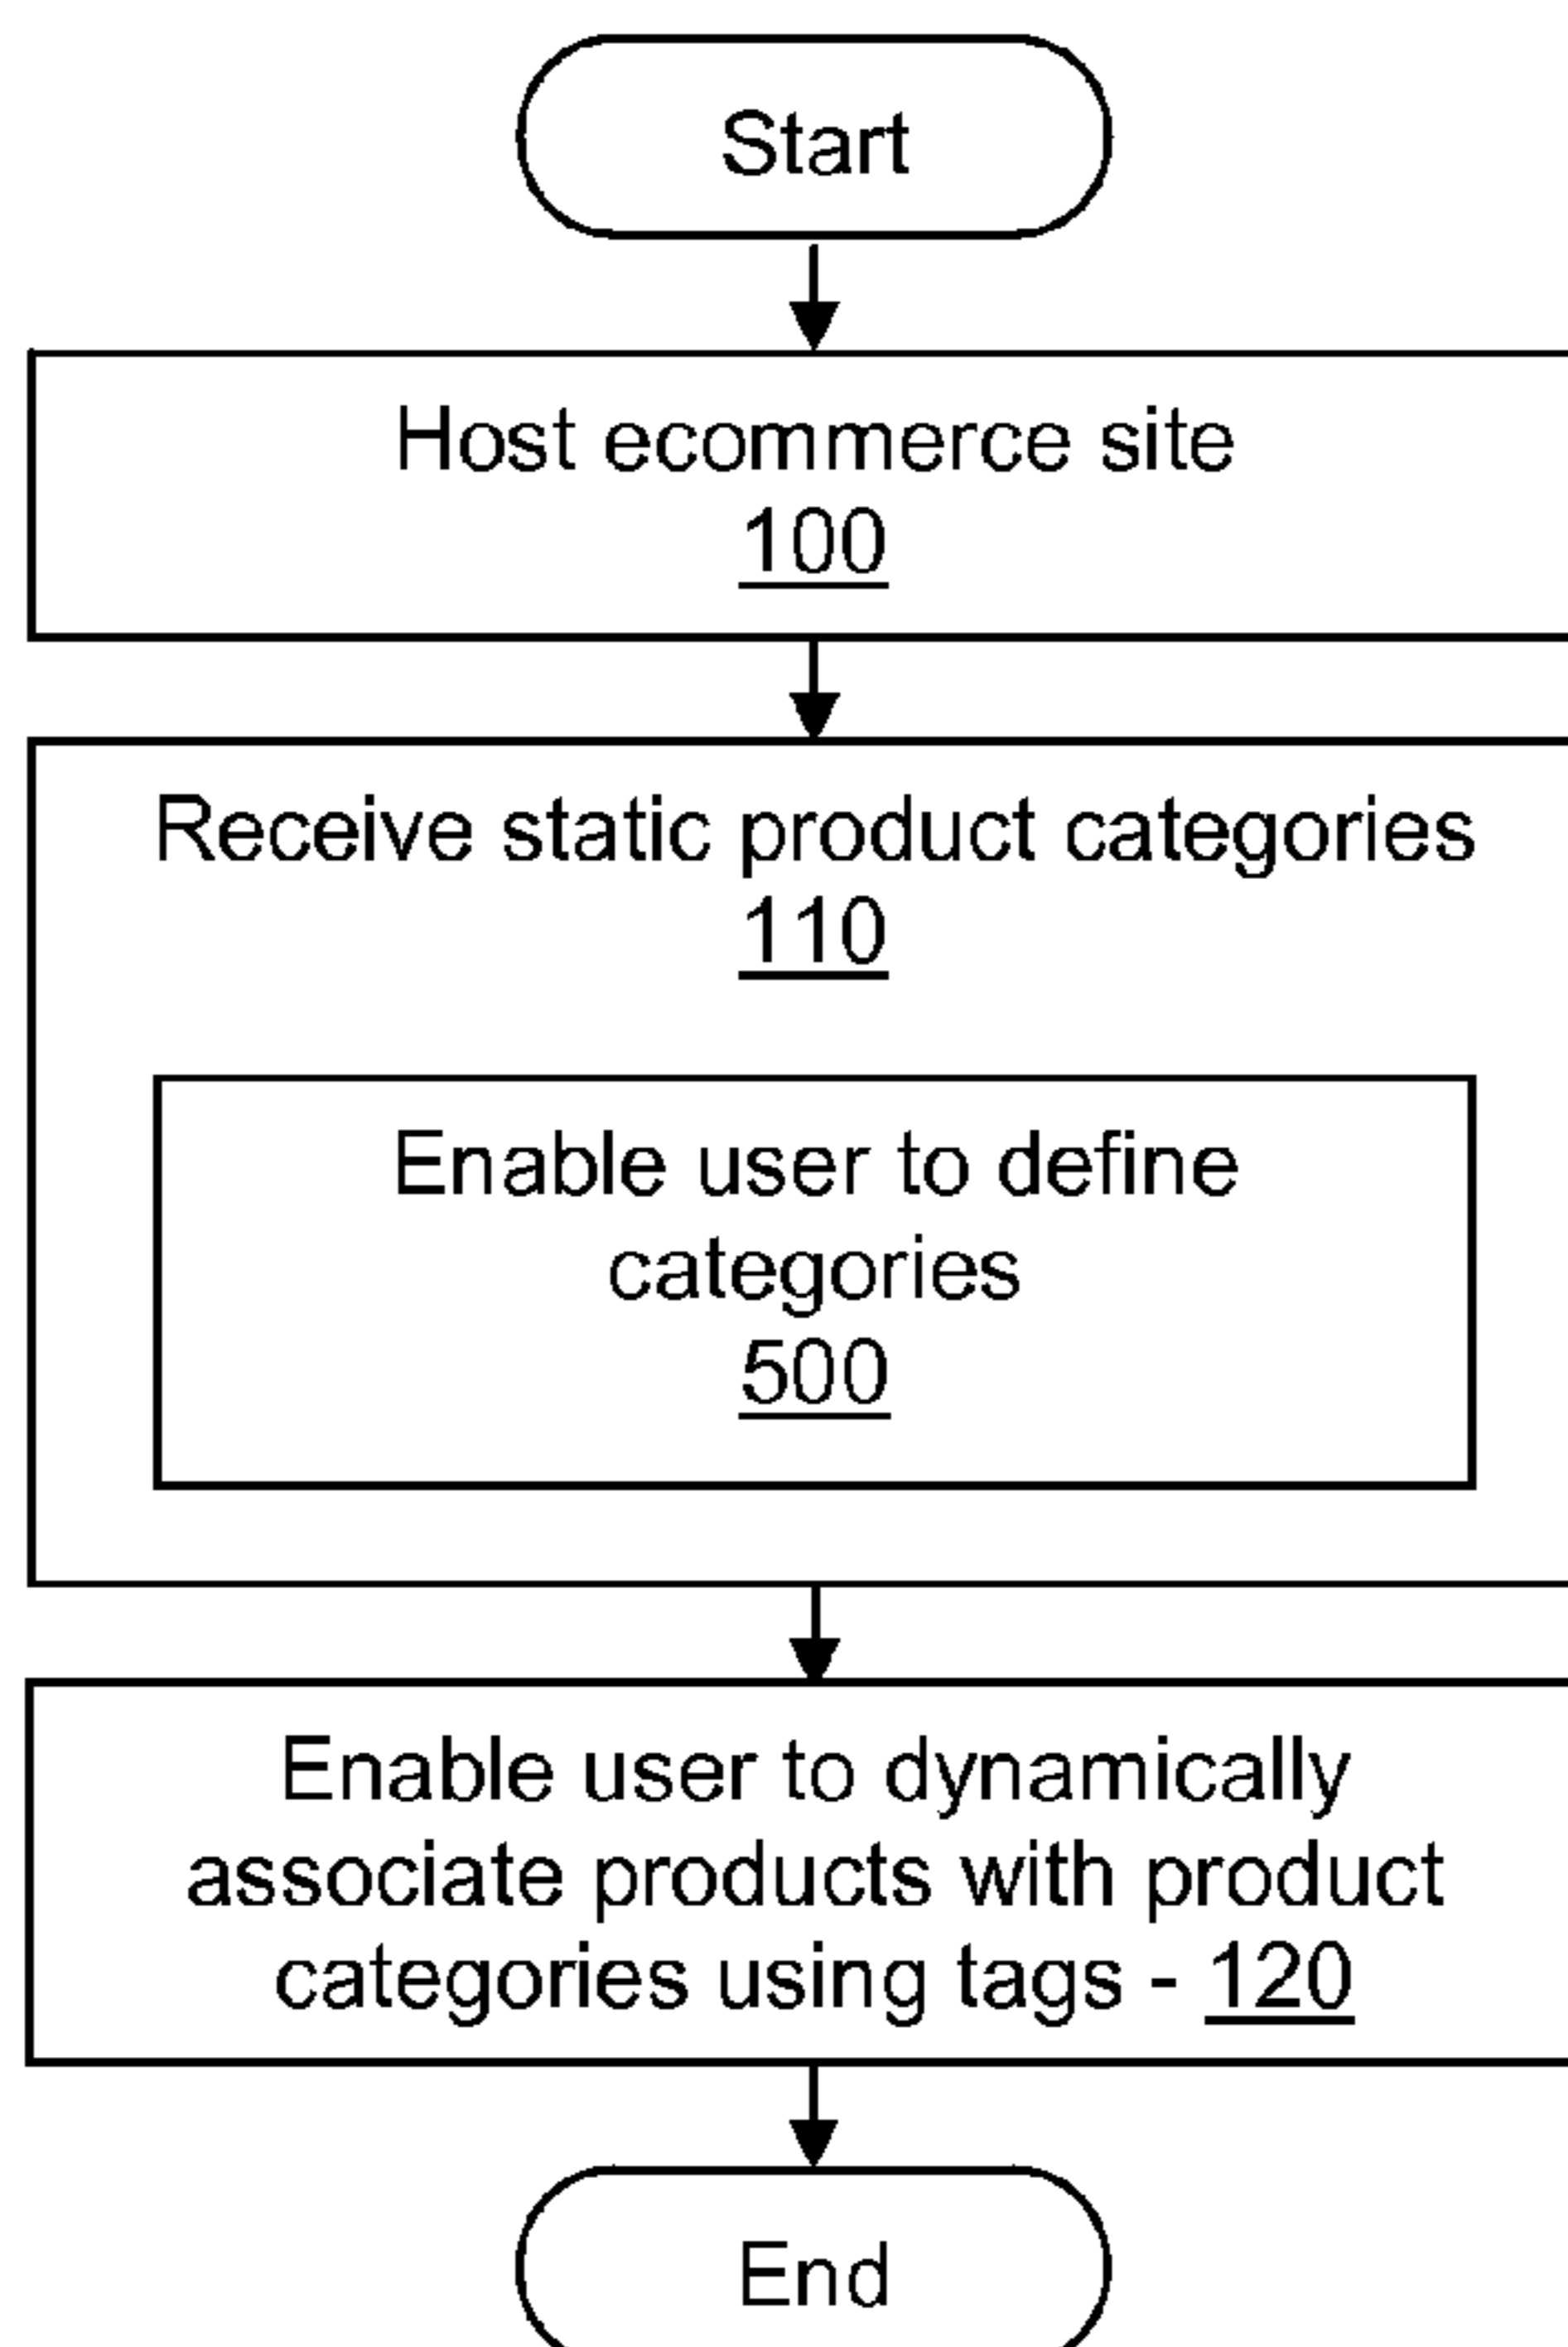 Start
Host ecommerce site
100
Receive static product categories
110
Enable user to define
categories
500
Enable user to dynamically
associate products with product
categories using tags - 120
End